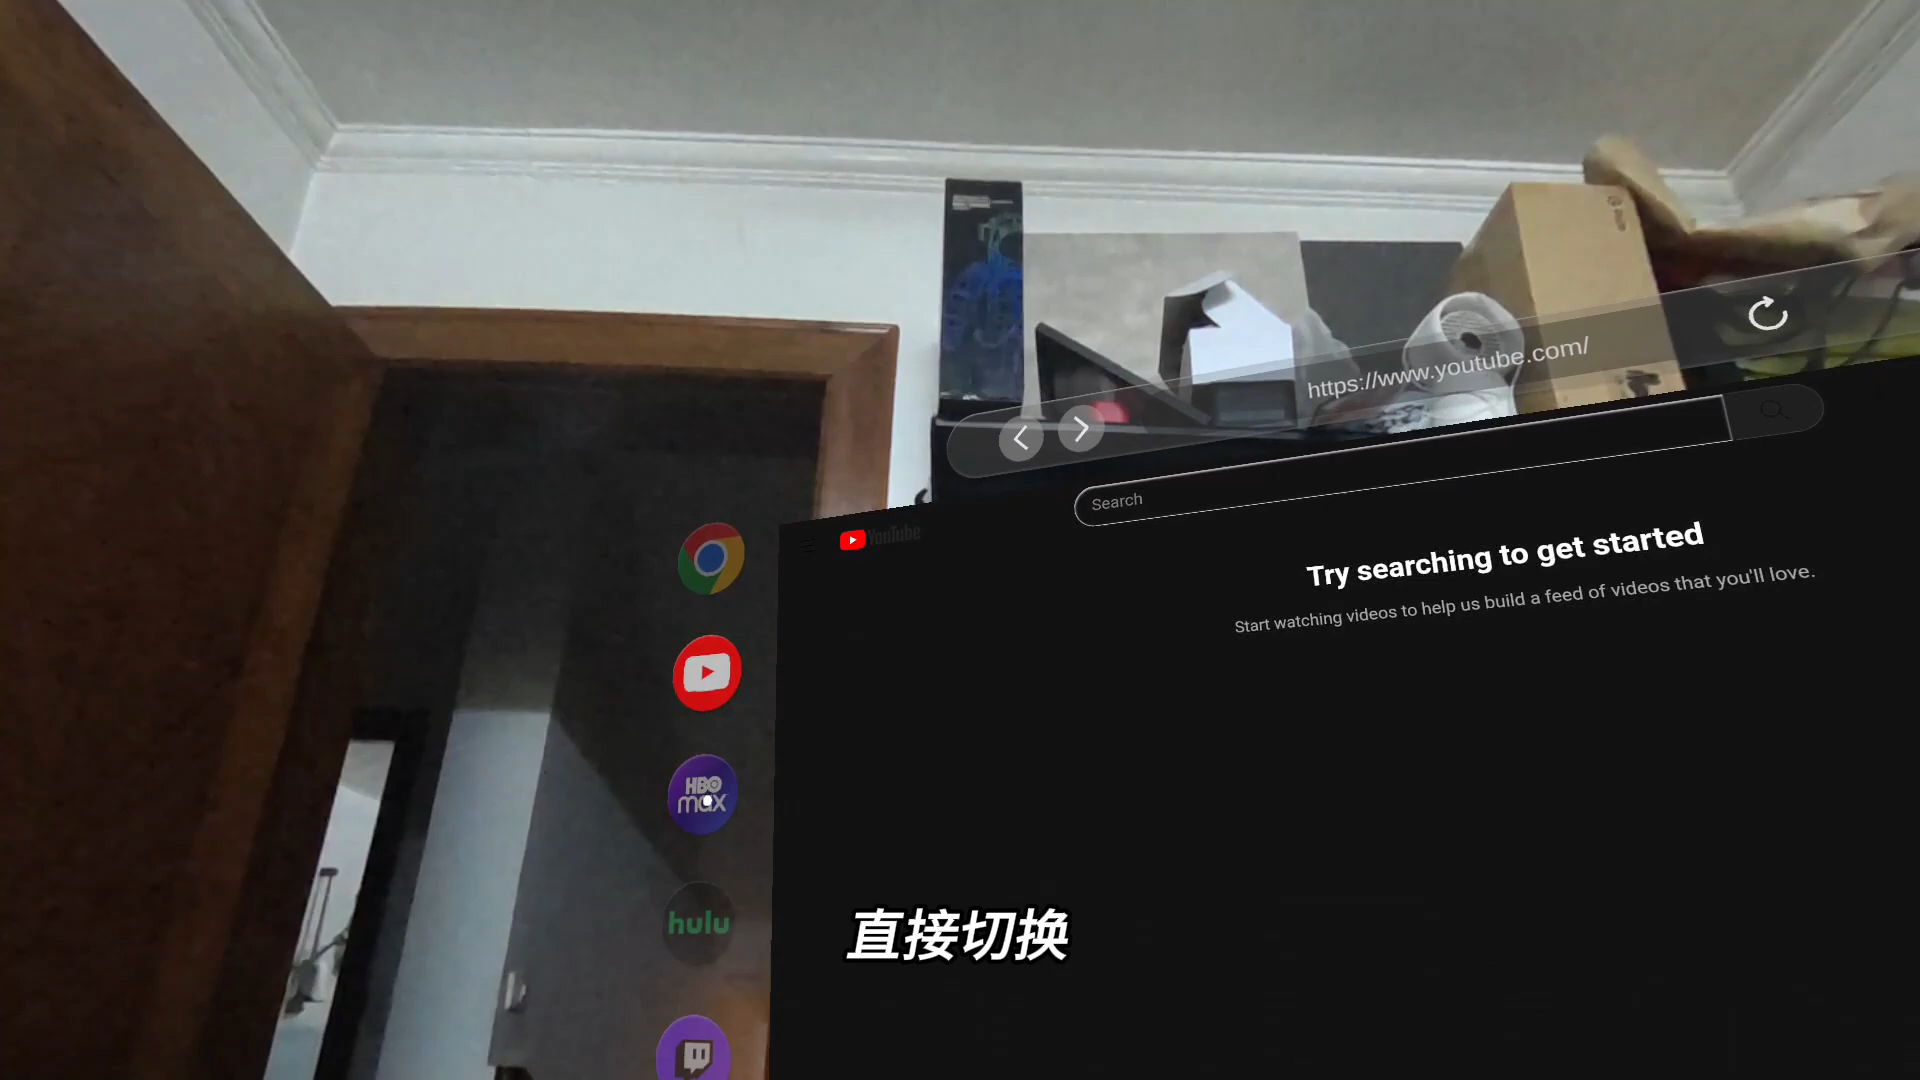 https://www.youtube.com/
Search
YouTube
Try searching to get started
Start watching videos to help us build a feed of videos that you'll love.
HBO
max
hulu
直接切换